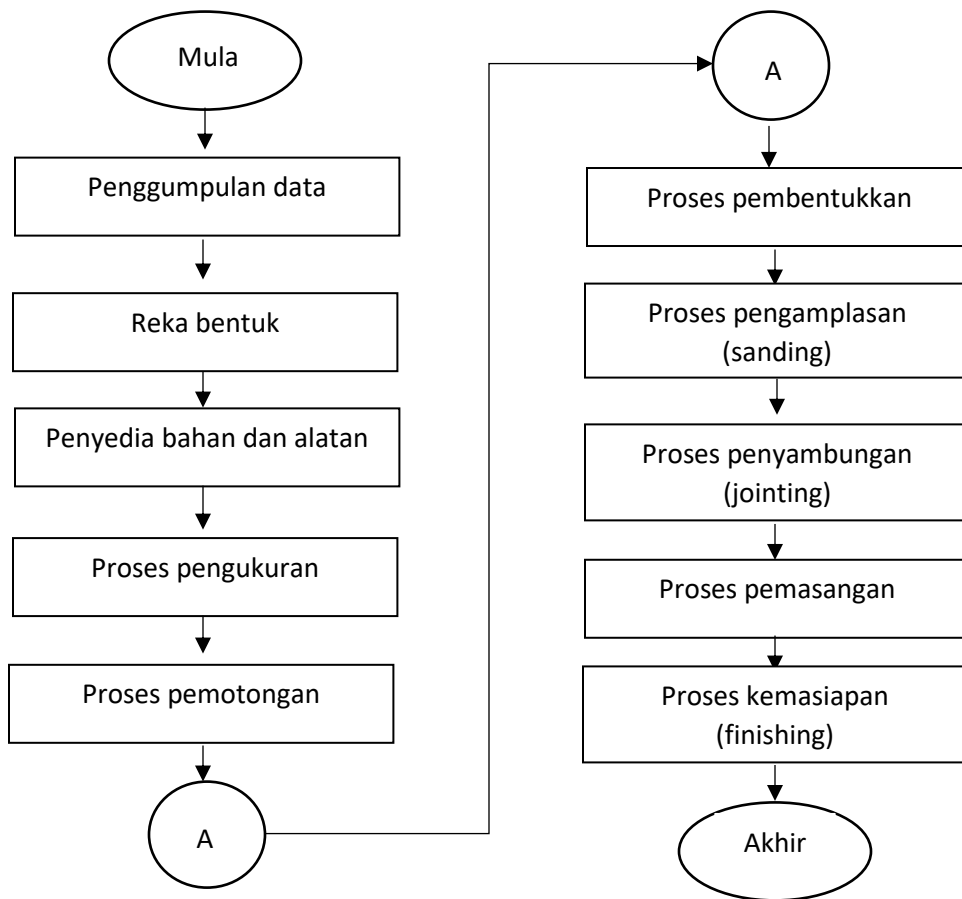 Mula
Penggumpulan data
Reka bentuk
Penyedia bahan dan alatan
Proses pengukuran
Proses pemotongan
A
A
Proses pembentukkan
Proses pengamplasan
(sanding)
Proses penyambungan
(jointing)
Proses pemasangan
Proses kemasiapan
(finishing)
Akhir